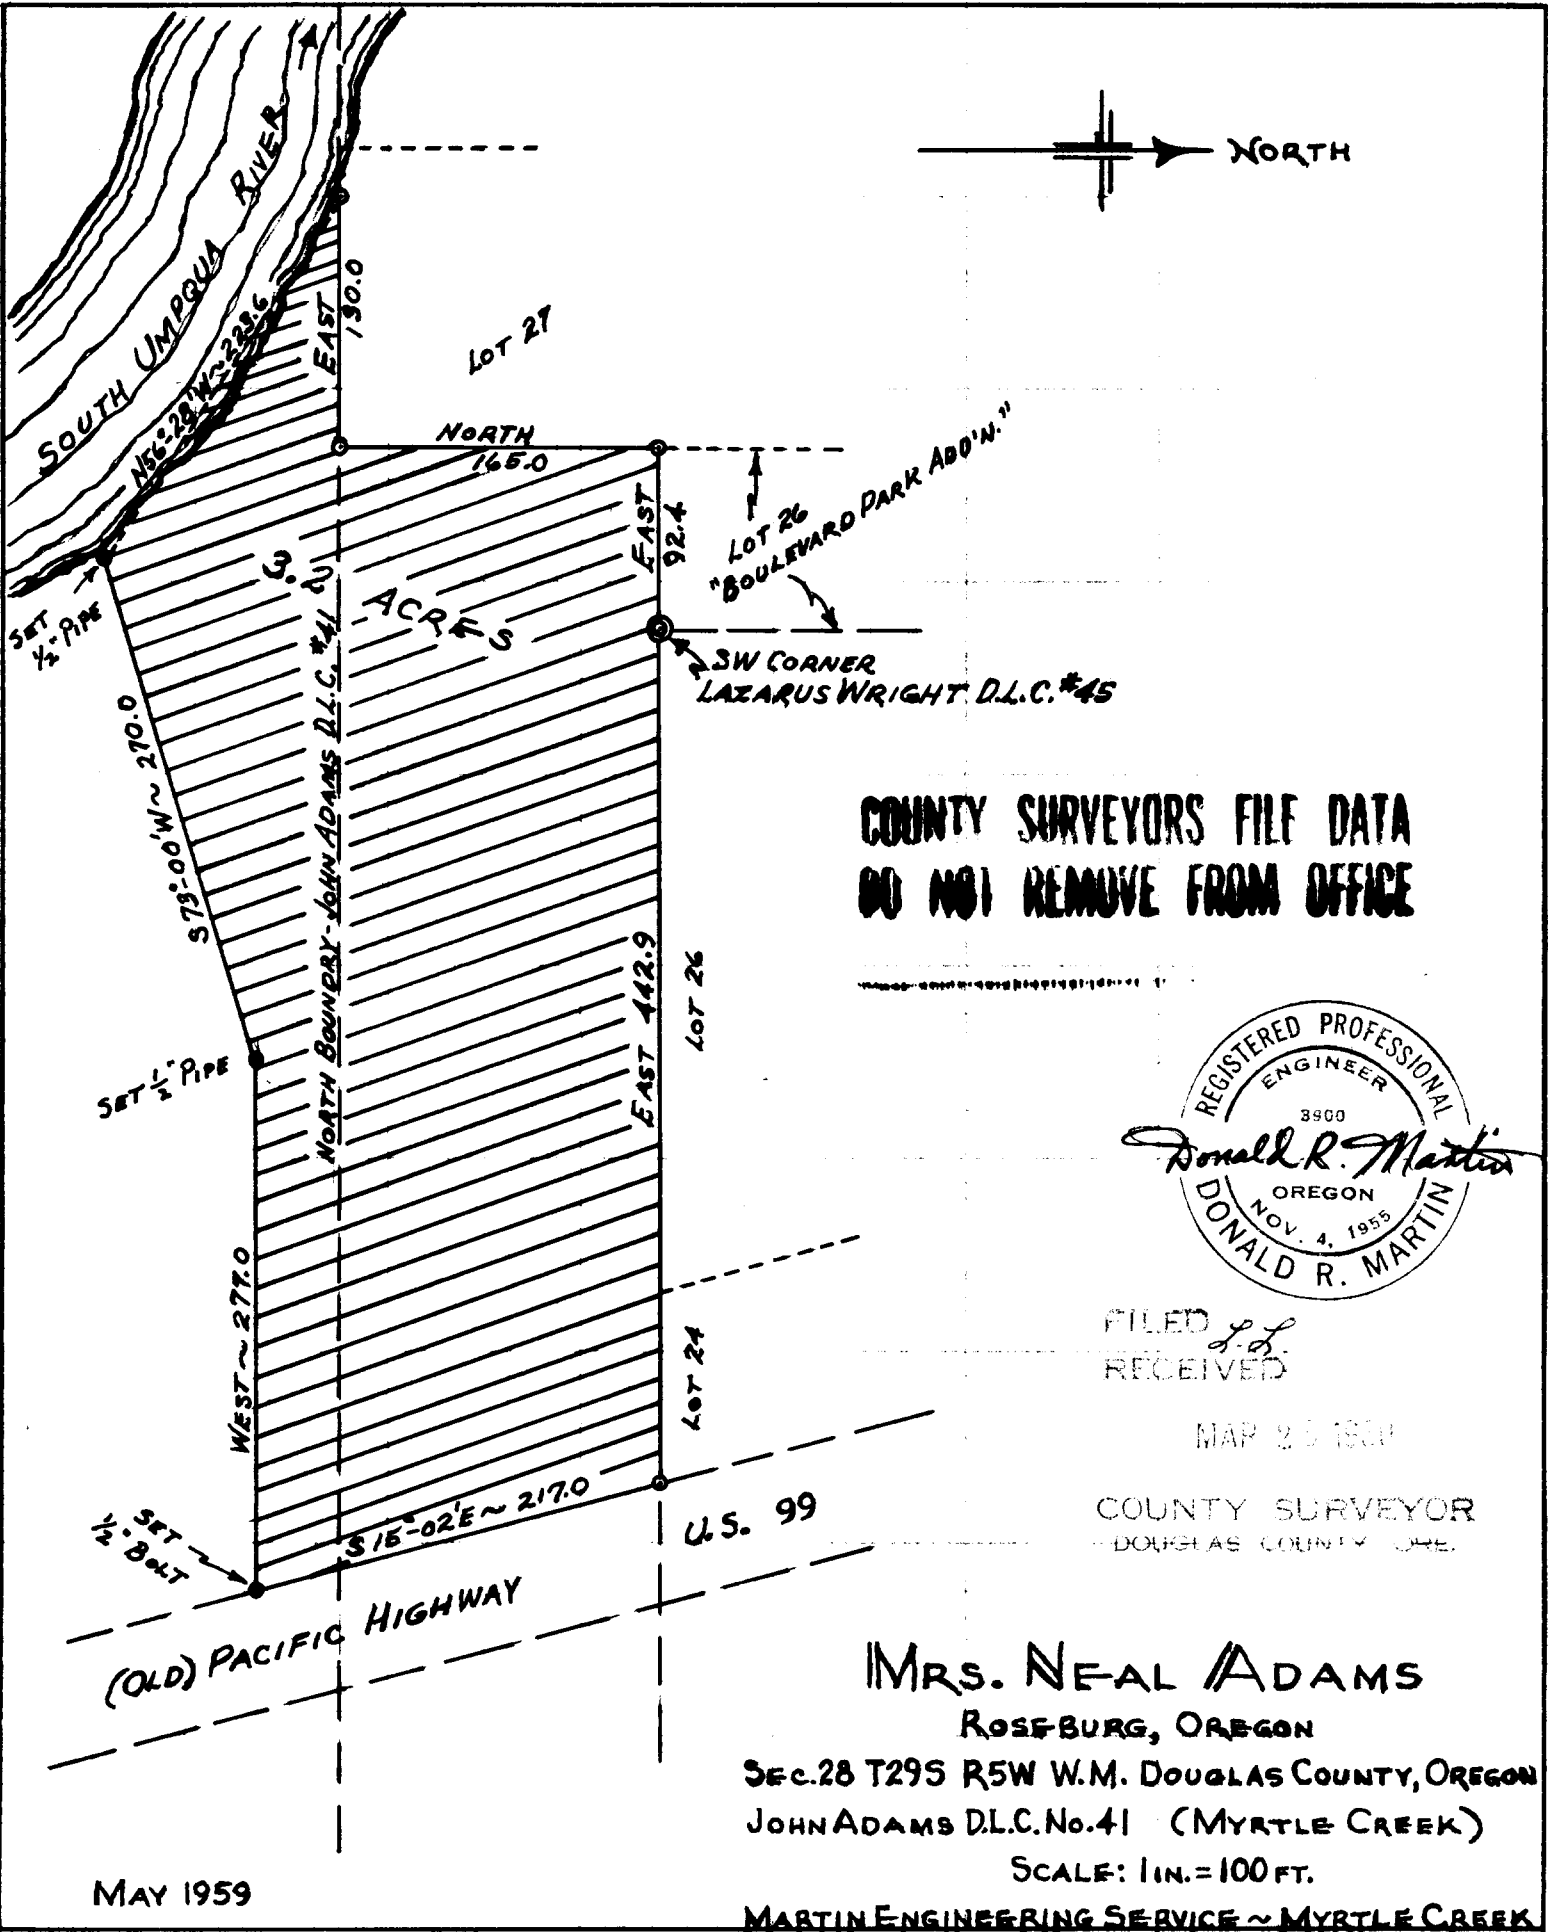 NORTH
SOUTH UMPQUA RIVER
N56°-28'W~223.6
EAST
130.0
LOT 27
NORTH
165.0
EAST
92.4
LOT 26
"BOULEVARD PARK ADD'N."
SW CORNER
LAZARUS WRIGHT D.L.C. #45
3.2 ACRES
SET
1/2" PIPE
S73°-00'W~ 270.0
NORTH BOUNDRY-JOHN ADAMS D.L.C. #41
COUNTY SURVEYORS FILE DATA
DO NOT REMOVE FROM OFFICE
EAST 442.9
LOT 26
SET 1/2" PIPE
REGISTERED PROFESSIONAL
ENGINEER
3900
Donald R. Martin
OREGON
NOV. 4, 1955
DONALD R. MARTIN
WEST~
LOT 24
FILED L.L.
RECEIVED
MAR
COUNTY SURVEYOR
DOUGLAS COUNTY ORE.
S15°-02'E~217.0
U.S. 99
SET
1/2" BOLT
(OLD) PACIFIC HIGHWAY
MRS. NEAL ADAMS
ROSEBURG, OREGON
SEC.28 T29S R5W W.M. DOUGLAS COUNTY, OREGON
JOHN ADAMS D.L.C. No.41 (MYRTLE CREEK)
SCALE: 1 IN. = 100 FT.
MAY 1959
MARTIN ENGINEERING SERVICE ~ MYRTLE CREEK